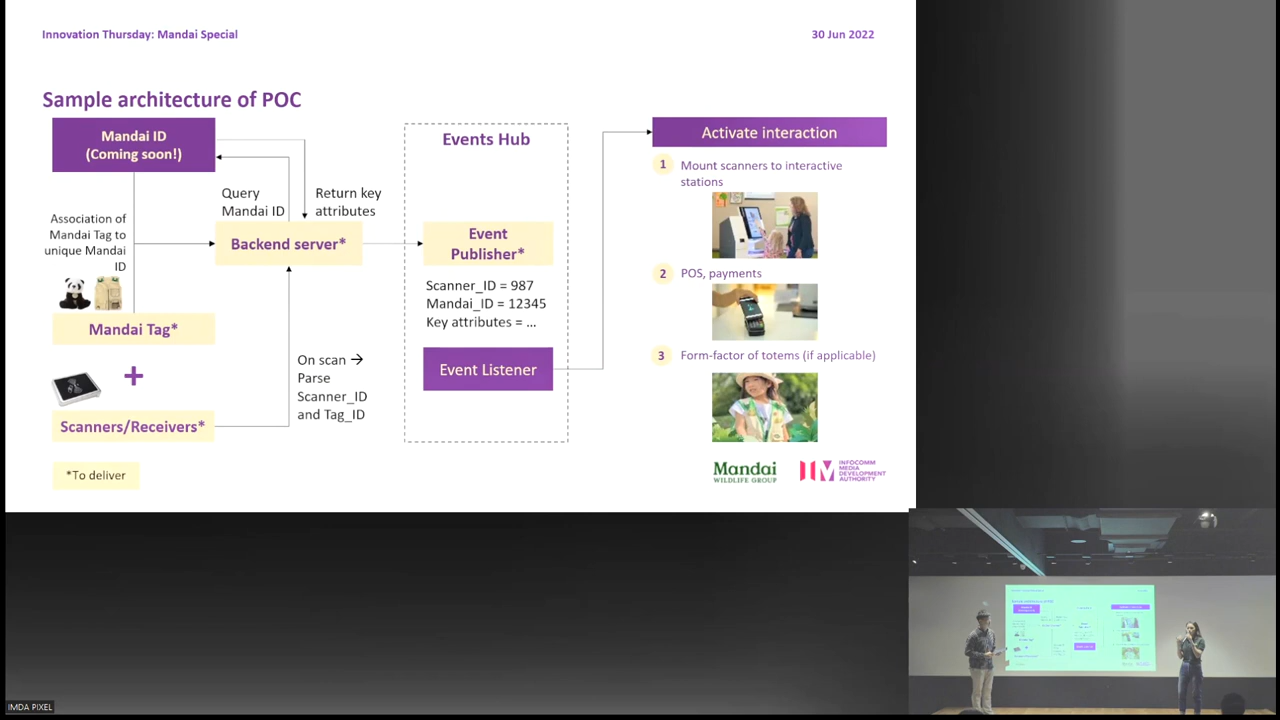 Innovation Thursday: Mandai Special
30 Jun 2022
Sample architecture of POC
Mandai ID
(Coming soon!)
Association of
Mandai Tag to
unique Mandai
ID
Mandai Tag*
+
Scanners/Receivers*
*To deliver
Query
Mandai ID
Return key
attributes
Backend server*
On scan →
Parse
Scanner_ID
and Tag_ID
Events Hub
Event
Publisher*
Scanner_ID = 987
Mandai_ID = 12345
Key attributes = ...
Event Listener
Activate interaction
1 Mount scanners to interactive
stations
2 POS, payments
3 Form-factor of totems (if applicable)
Mandai
WILDLIFE GROUP
INFOCOMM
MEDIA
DEVELOPMENT
AUTHORITY
IMDA PIXEL